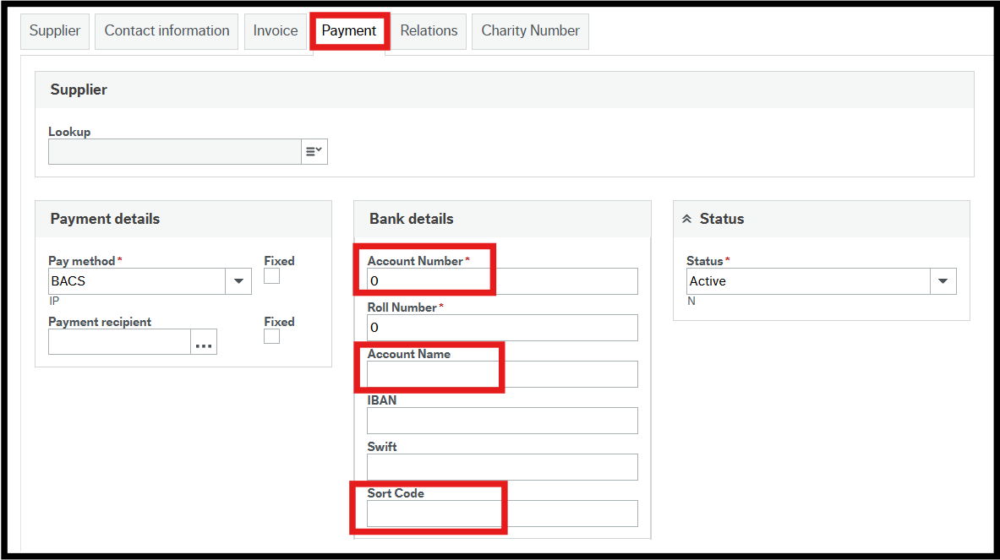 Supplier Contact information Invoice Payment Relations Charity Number
Supplier
Lookup
Payment details
Pay method* Fixed
BACS
IP
Payment recipient Fixed
...
Bank details
Account Number*
0
Roll Number*
0
Account Name
IBAN
Swift
Sort Code
Status
Status*
Active
N